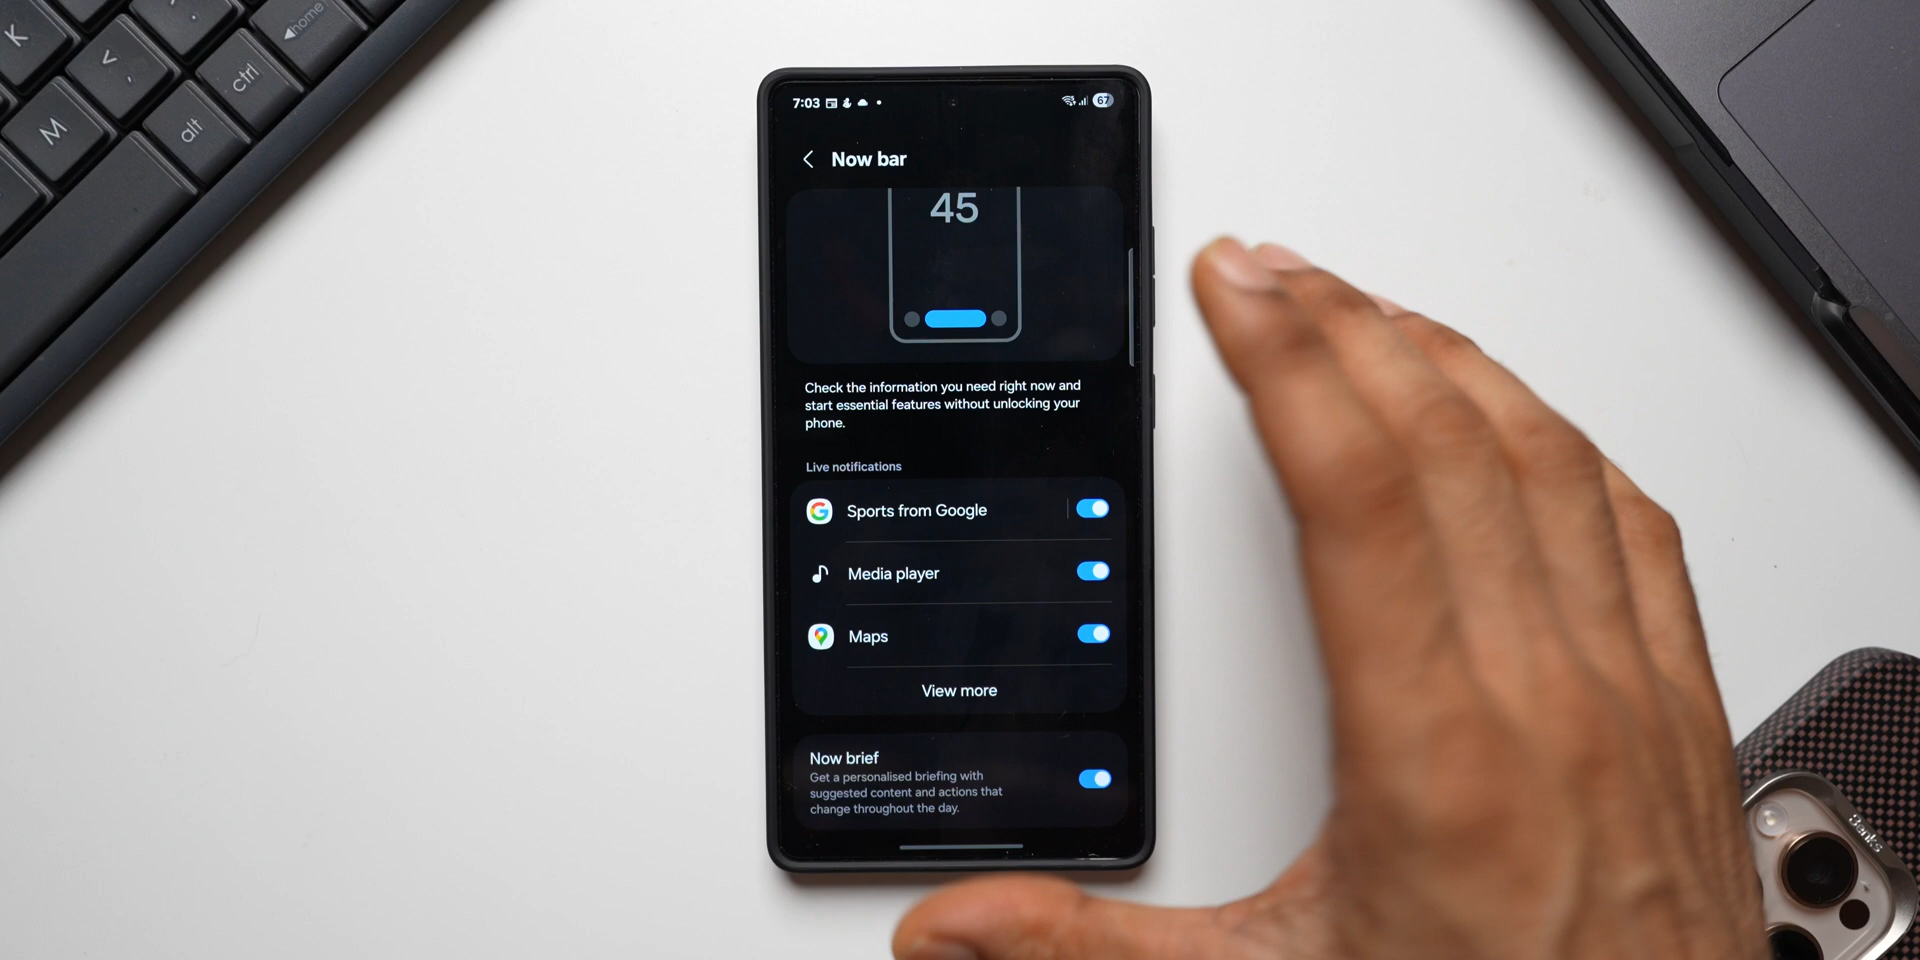 K
M
alt
ctrl
home
7:03
67
Now bar
45
Check the information you need right now and
start essential features without unlocking your
phone.
Live notifications
Sports from Google
Media player
Maps
View more
Now brief
Get a personalised briefing with
suggested content and actions that
change throughout the day.
Benks